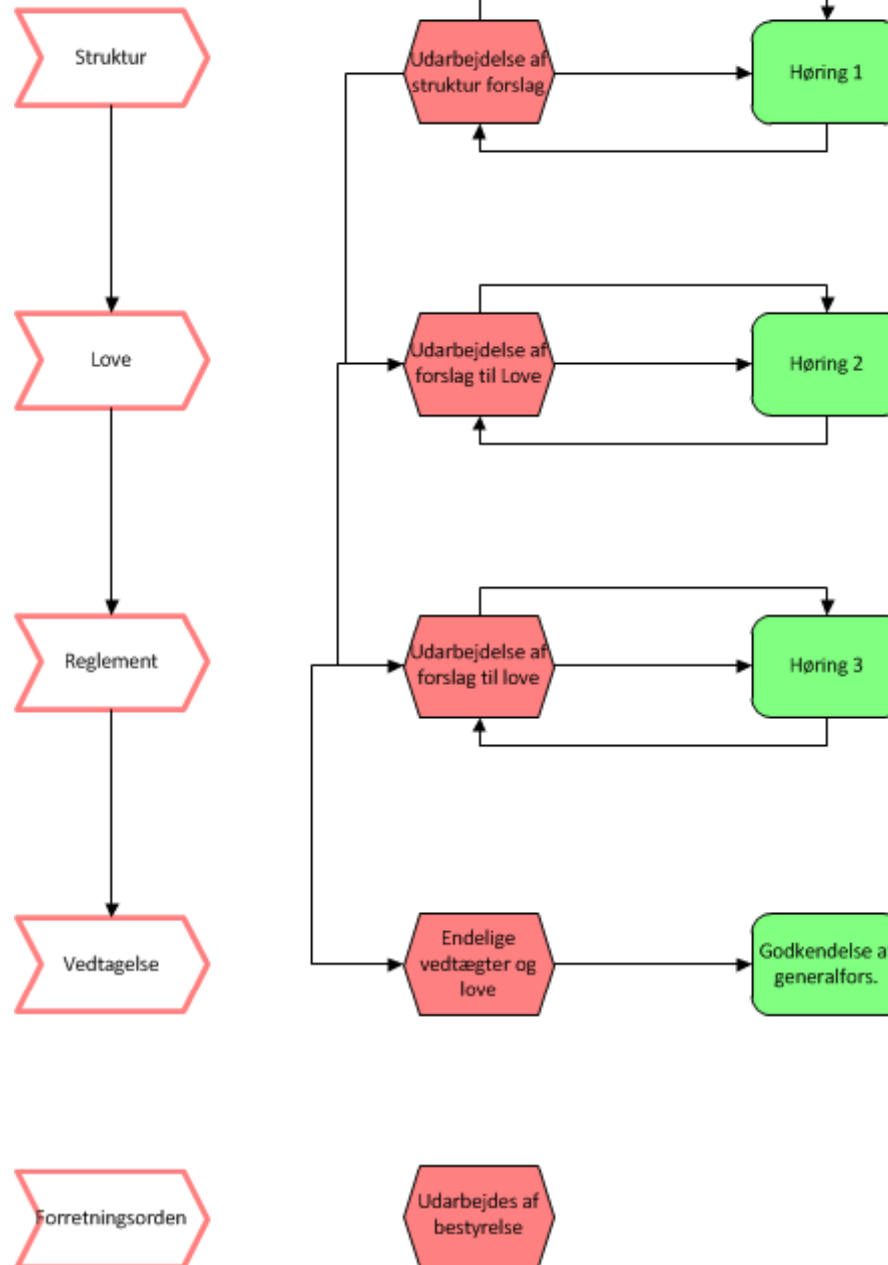 Struktur
Udarbejdelse af
struktur forslag
Høring 1
Love
Udarbejdelse af
forslag til Love
Høring 2
Reglement
Udarbejdelse af
forslag til love
Høring 3
Vedtagelse
Endelige
vedtægter og
love
Godkendelse a
generalfors.
Forretningsorden
Udarbejdes af
bestyrelse